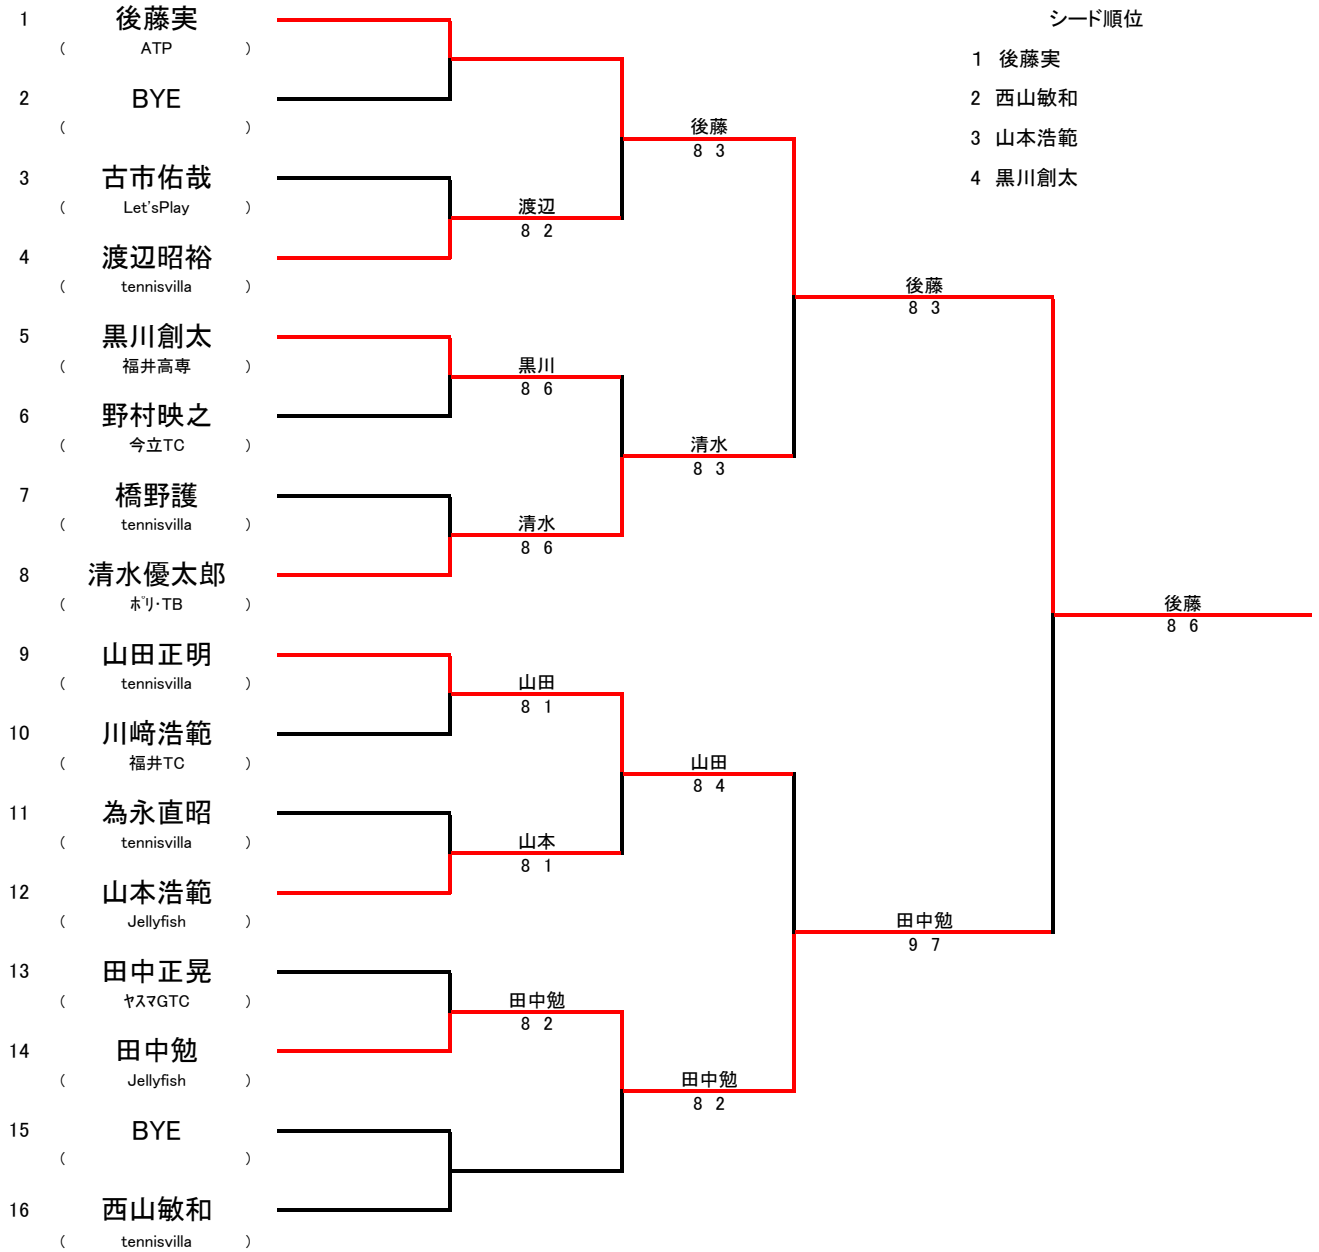 1 後藤実
( ATP )
2 BYE
( )
3 古市佑哉
( Let'sPlay )
4 渡辺昭裕
( tennisvilla )
5 黒川創太
( 福井高専 )
6 野村映之
( 今立TC )
7 橋野護
( tennisvilla )
8 清水優太郎
( ﾎﾞﾘ･TB )
9 山田正明
( tennisvilla )
10 川﨑浩範
( 福井TC )
11 為永直昭
( tennisvilla )
12 山本浩範
( Jellyfish )
13 田中正晃
( ﾔｽﾏGTC )
14 田中勉
( Jellyfish )
15 BYE
( )
16 西山敏和
( tennisvilla )
渡辺
8 2
黒川
8 6
清水
8 6
山田
8 1
山本
8 1
田中勉
8 2
後藤
8 3
清水
8 3
山田
8 4
田中勉
8 2
後藤
8 3
田中勉
9 7
後藤
8 6
シード順位
1 後藤実
2 西山敏和
3 山本浩範
4 黒川創太